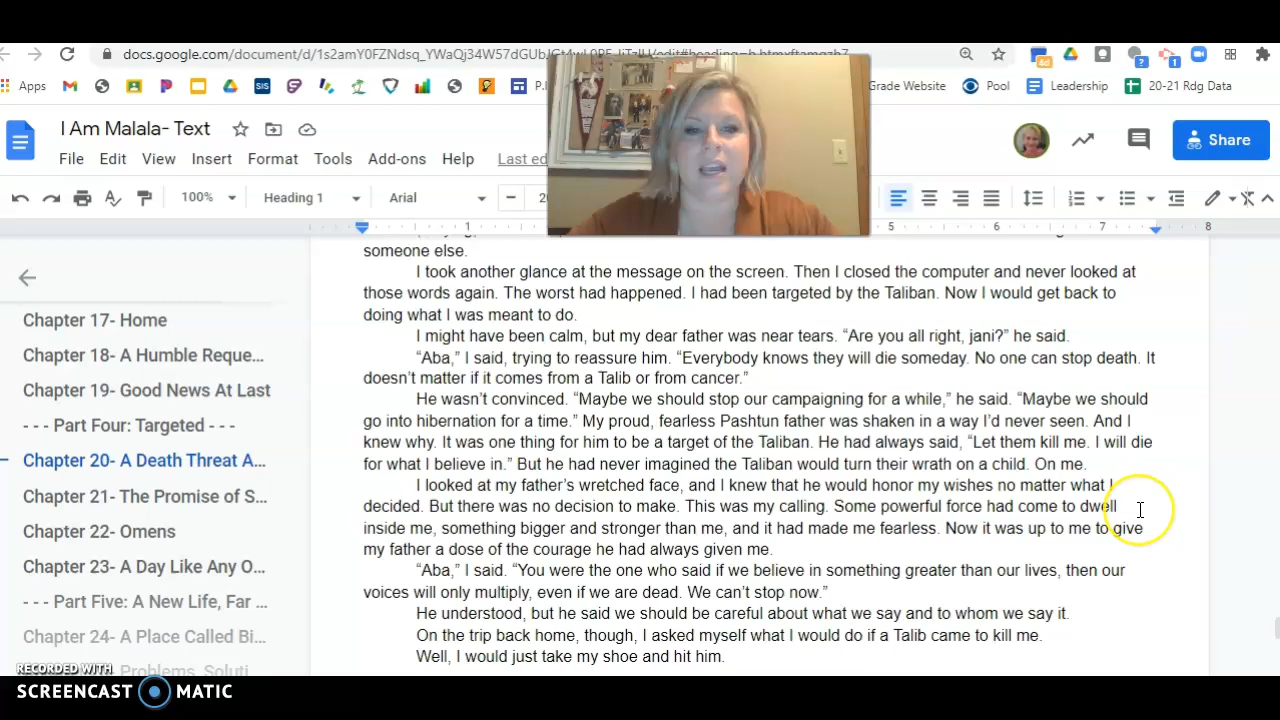 docs.google.com/document/d/1s2amY0FZNdsq_YWaQj34W57dGUb
Apps
SIS
P.I
Grade Website
Pool
Leadership
20-21 Rdg Data
I Am Malala- Text
Share
File Edit View Insert Format Tools Add-ons Help Last ed
100% Heading 1 Arial
1 5 6 7 8
someone else.
I took another glance at the message on the screen. Then I closed the computer and never looked at
those words again. The worst had happened. I had been targeted by the Taliban. Now I would get back to
doing what I was meant to do.
I might have been calm, but my dear father was near tears. “Are you all right, jani?” he said.
“Aba,” I said, trying to reassure him. “Everybody knows they will die someday. No one can stop death. It
doesn’t matter if it comes from a Talib or from cancer.”
He wasn’t convinced. “Maybe we should stop our campaigning for a while,” he said. “Maybe we should
go into hibernation for a time.” My proud, fearless Pashtun father was shaken in a way I’d never seen. And I
knew why. It was one thing for him to be a target of the Taliban. He had always said, “Let them kill me. I will die
for what I believe in.” But he had never imagined the Taliban would turn their wrath on a child. On me.
I looked at my father’s wretched face, and I knew that he would honor my wishes no matter what I
decided. But there was no decision to make. This was my calling. Some powerful force had come to dwell
inside me, something bigger and stronger than me, and it had made me fearless. Now it was up to me to give
my father a dose of the courage he had always given me.
“Aba,” I said. “You were the one who said if we believe in something greater than our lives, then our
voices will only multiply, even if we are dead. We can’t stop now.”
He understood, but he said we should be careful about what we say and to whom we say it.
On the trip back home, though, I asked myself what I would do if a Talib came to kill me.
Well, I would just take my shoe and hit him.
Chapter 17- Home
Chapter 18- A Humble Reque...
Chapter 19- Good News At Last
- - - Part Four: Targeted - - -
Chapter 20- A Death Threat A...
Chapter 21- The Promise of S...
Chapter 22- Omens
Chapter 23- A Day Like Any O...
- - - Part Five: A New Life, Far ...
Chapter 24- A Place Called Bi...
Problems, Soluti
RECORDED WITH
SCREENCAST MATIC